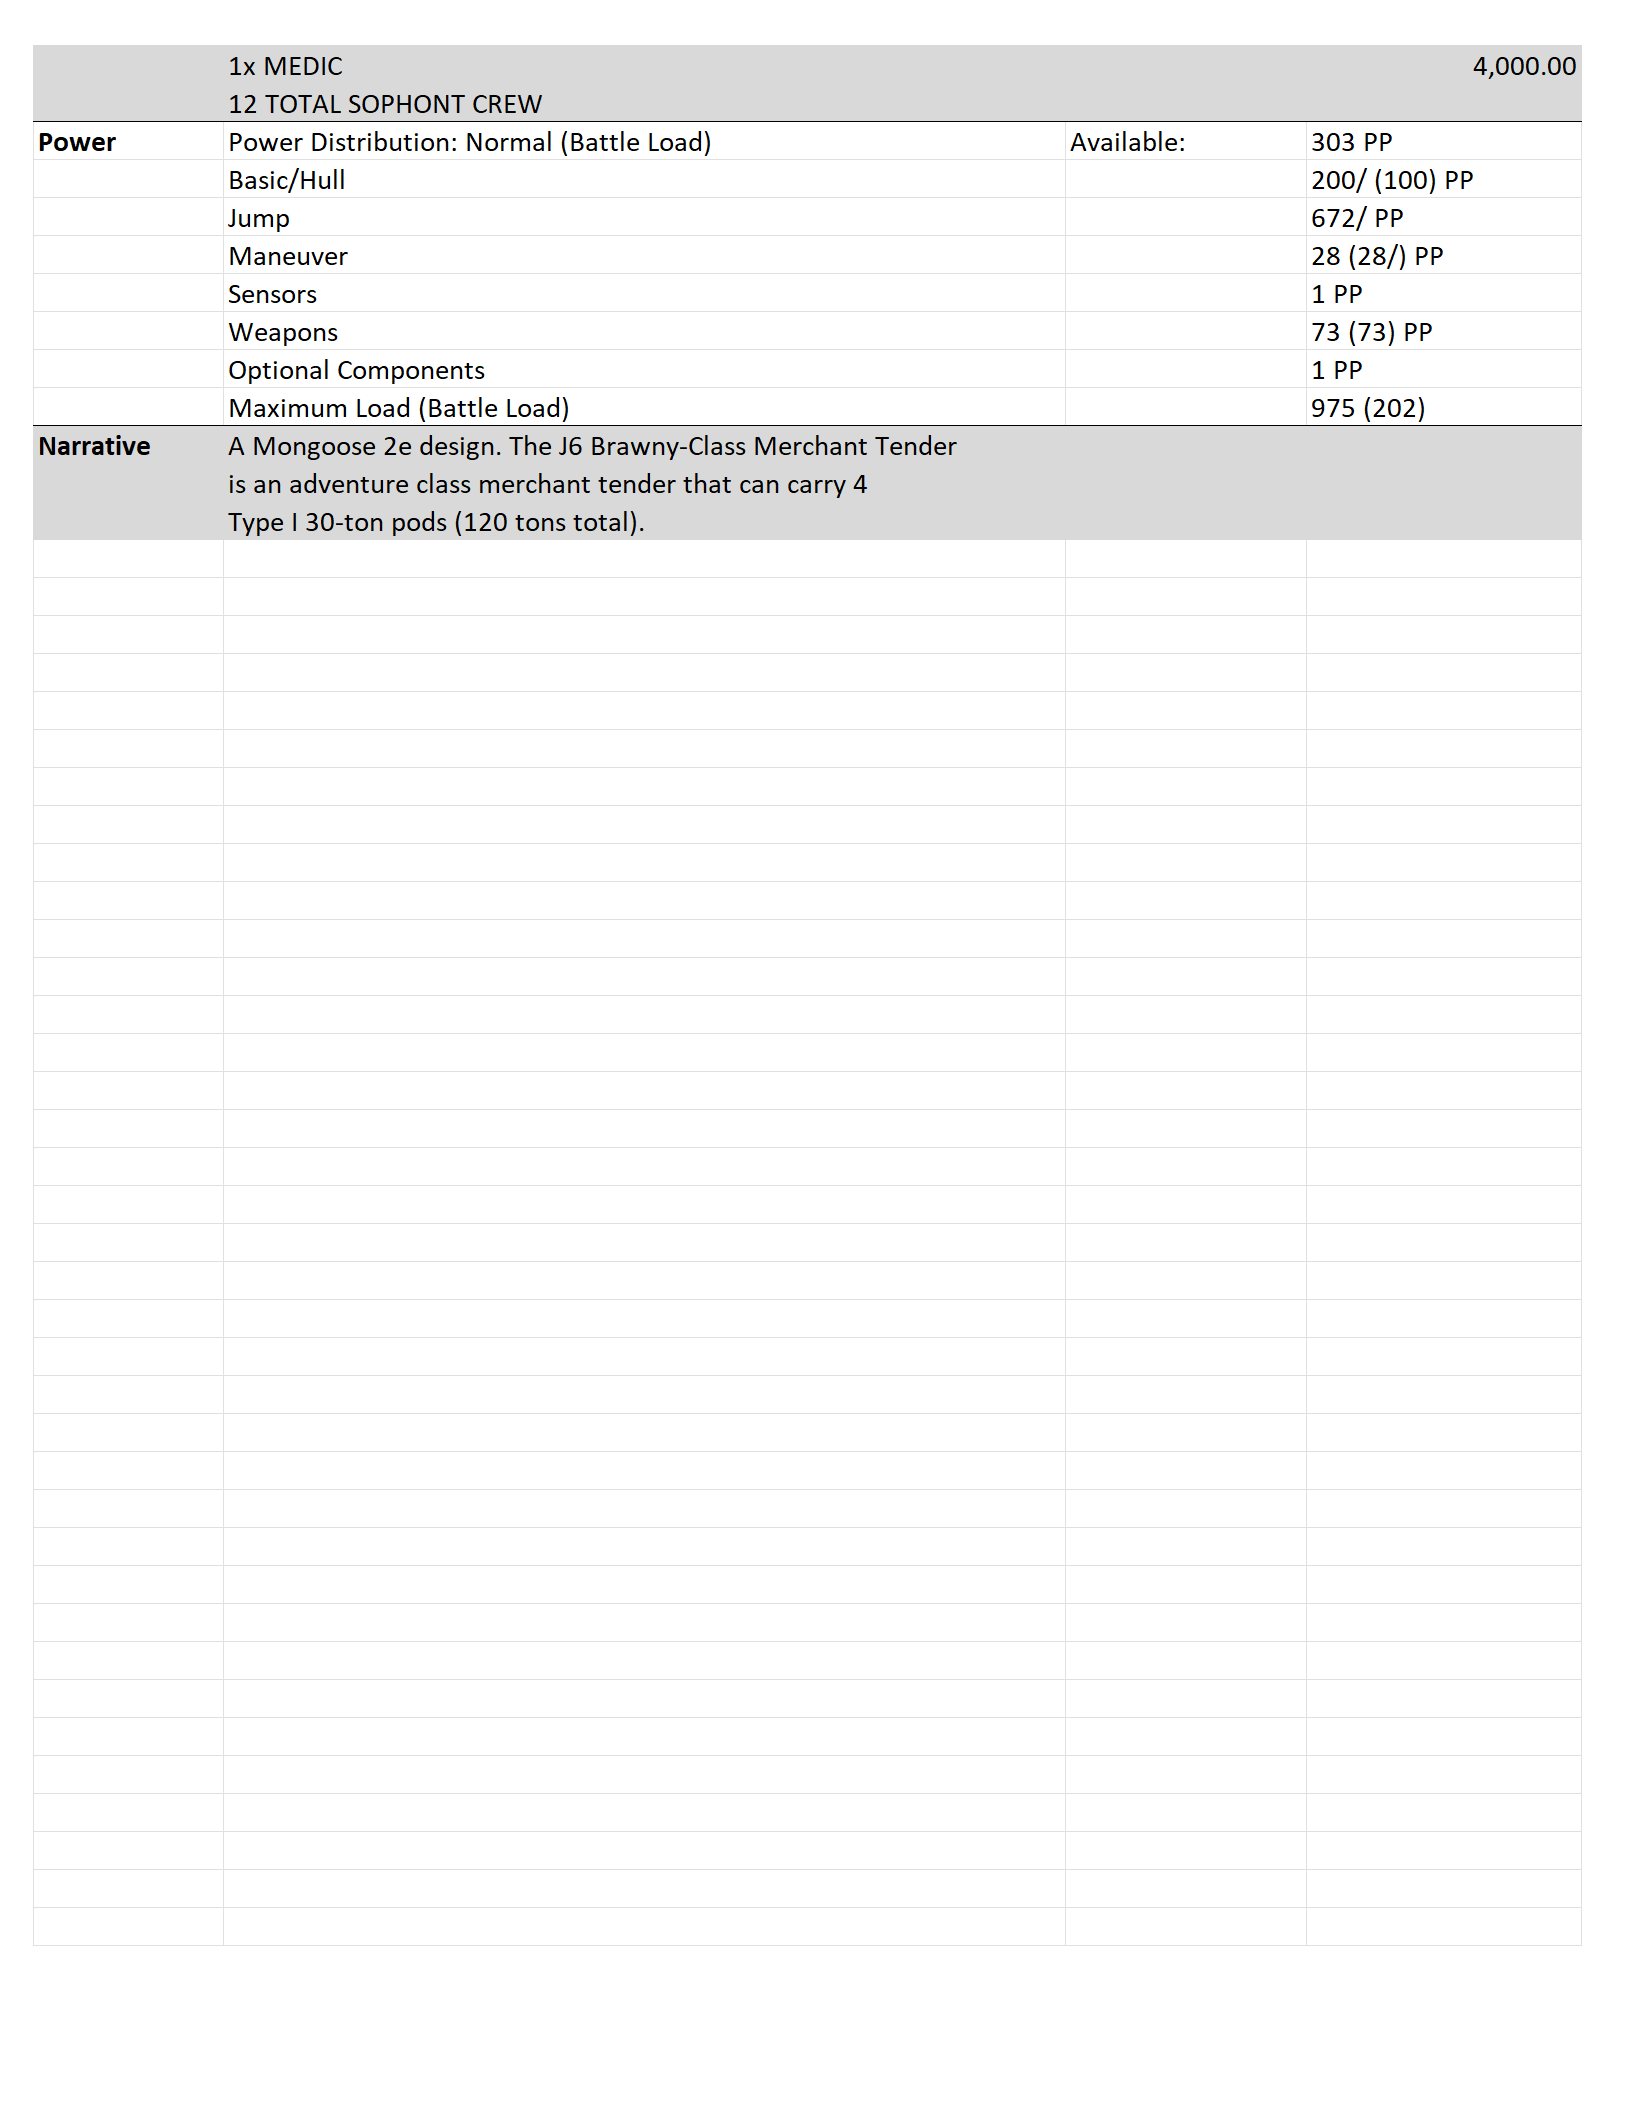 1x MEDIC 4,000.00
12 TOTAL SOPHONT CREW
Power Power Distribution: Normal (Battle Load) Available: 303 PP
Basic/Hull 200/ (100) PP
Jump 672/ PP
Maneuver 28 (28/) PP
Sensors 1 PP
Weapons 73 (73) PP
Optional Components 1 PP
Maximum Load (Battle Load) 975 (202)
Narrative A Mongoose 2e design. The J6 Brawny-Class Merchant Tender
is an adventure class merchant tender that can carry 4
Type I 30-ton pods (120 tons total).